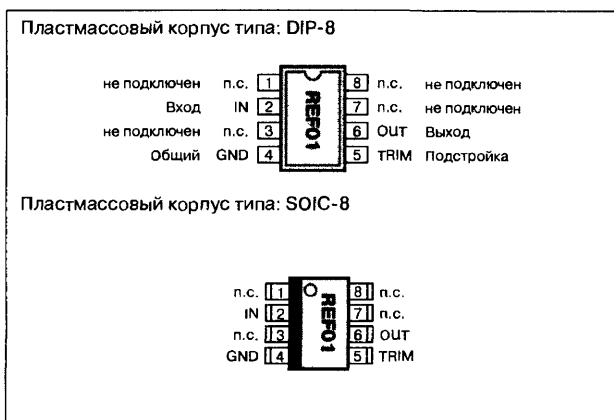 Пластмассовый корпус типа: DIP-8
не подключен п.с. 1 8 п.с. не подключен
Вход IN 2 7 п.с. не подключен
не подключен п.с. 3 6 OUT Выход
Общий GND 4 5 TRIM Подстройка
REF01
Пластмассовый корпус типа: SOIC-8
п.с. 1 8 п.с.
IN 2 7 п.с.
п.с. 3 6 OUT
GND 4 5 TRIM
REF01